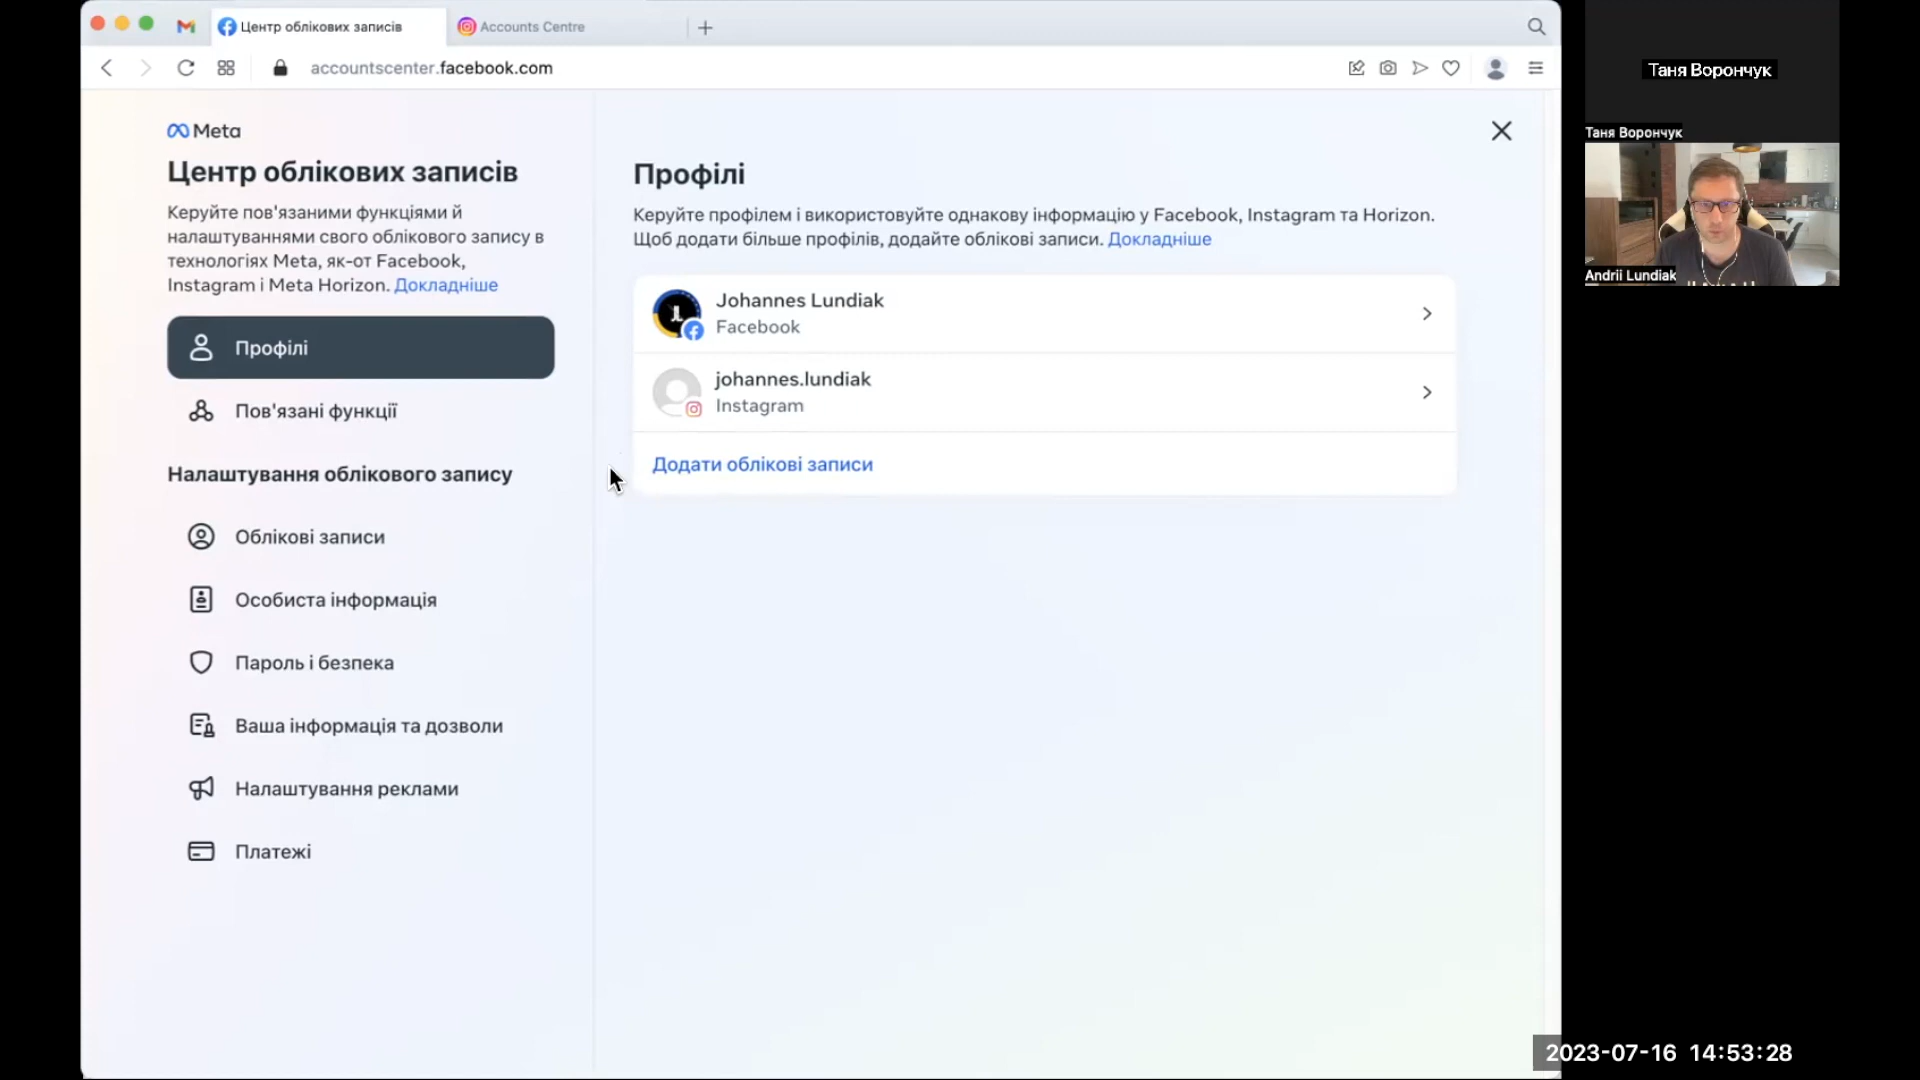 Центр облікових записів
Accounts Centre
accountscenter.facebook.com
Meta
Центр облікових записів
Керуйте пов'язаними функціями й
налаштуваннями свого облікового запису в
технологіях Meta, як-от Facebook,
Instagram і Meta Horizon. Докладніше
Профілі
Пов'язані функції
Налаштування облікового запису
Облікові записи
Особиста інформація
Пароль і безпека
Ваша інформація та дозволи
Налаштування реклами
Платежі
Профілі
Керуйте профілем і використовуйте однакову інформацію у Facebook, Instagram та Horizon.
Щоб додати більше профілів, додайте облікові записи. Докладніше
Johannes Lundiak
Facebook
johannes.lundiak
Instagram
Додати облікові записи
Таня Ворончук
Таня Ворончук
Andrii Lundiak
2023-07-16 14:53:28